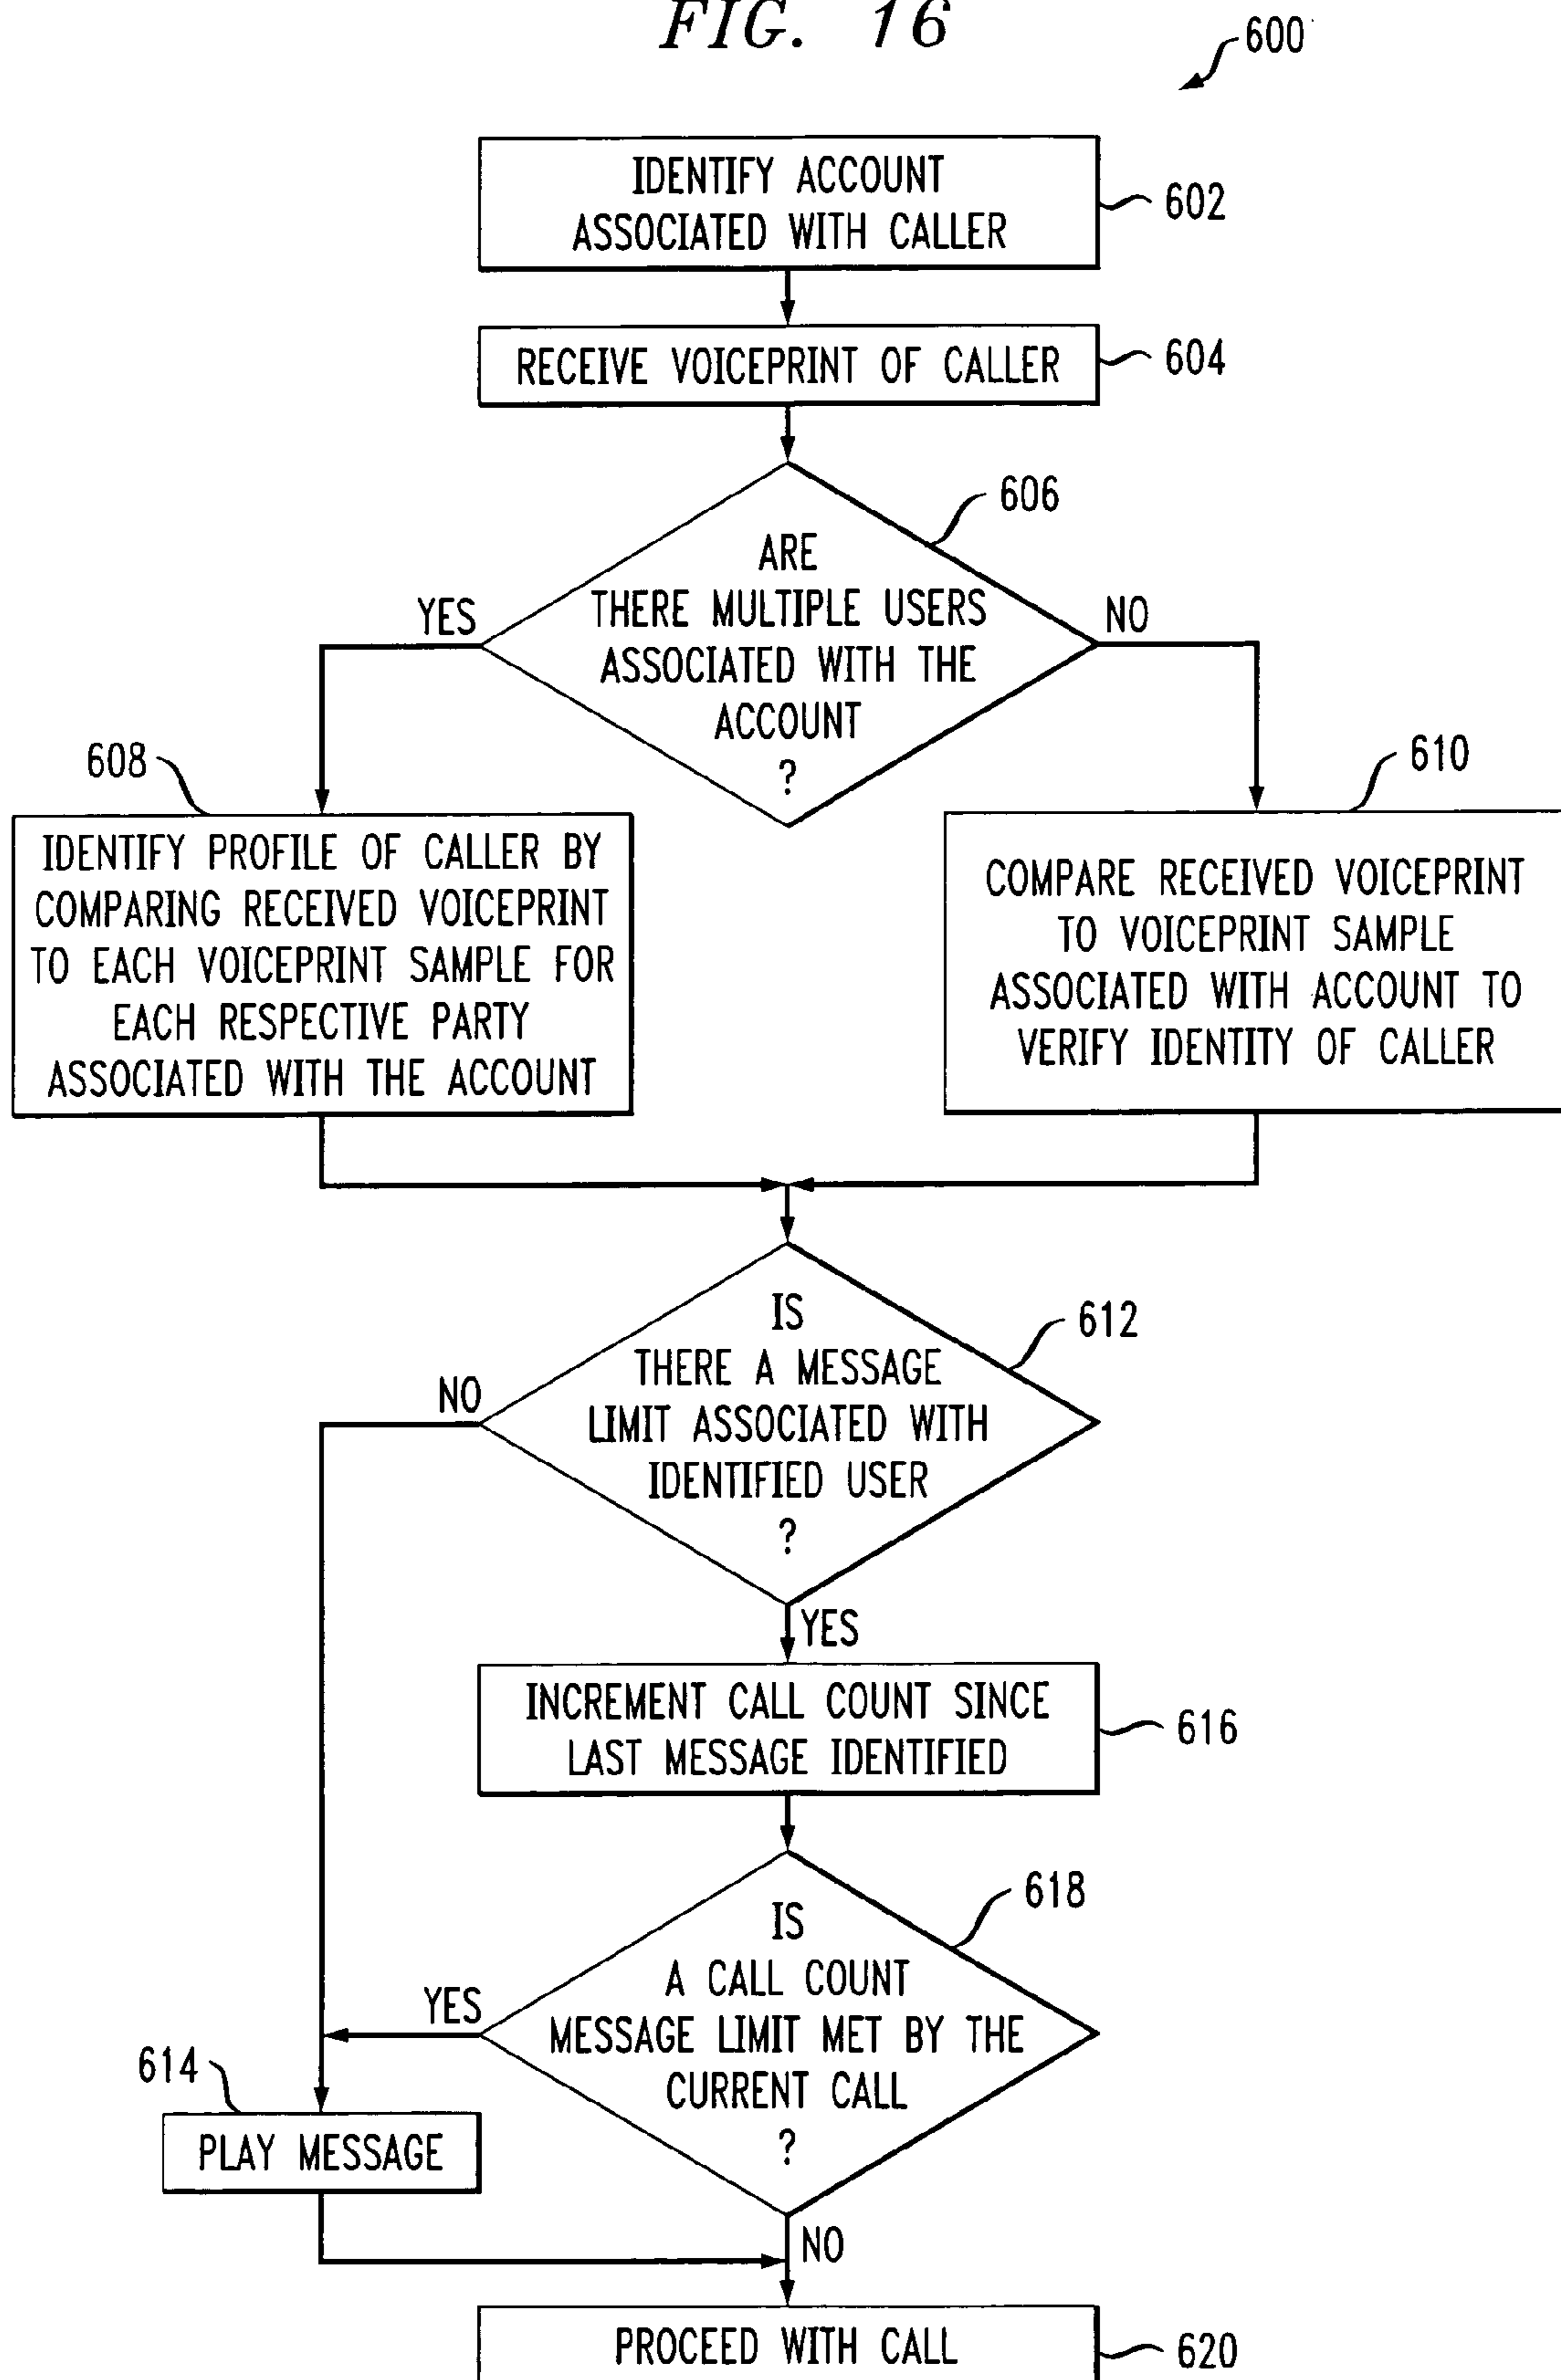 FIG. 16
600
IDENTIFY ACCOUNT
ASSOCIATED WITH CALLER
602
RECEIVE VOICEPRINT OF CALLER
604
606
ARE
THERE MULTIPLE USERS
ASSOCIATED WITH THE
ACCOUNT
?
YES
NO
608
IDENTIFY PROFILE OF CALLER BY
COMPARING RECEIVED VOICEPRINT
TO EACH VOICEPRINT SAMPLE FOR
EACH RESPECTIVE PARTY
ASSOCIATED WITH THE ACCOUNT
610
COMPARE RECEIVED VOICEPRINT
TO VOICEPRINT SAMPLE
ASSOCIATED WITH ACCOUNT TO
VERIFY IDENTITY OF CALLER
612
IS
THERE A MESSAGE
LIMIT ASSOCIATED WITH
IDENTIFIED USER
?
NO
YES
INCREMENT CALL COUNT SINCE
LAST MESSAGE IDENTIFIED
616
618
IS
A CALL COUNT
MESSAGE LIMIT MET BY THE
CURRENT CALL
?
YES
614
PLAY MESSAGE
NO
PROCEED WITH CALL
620